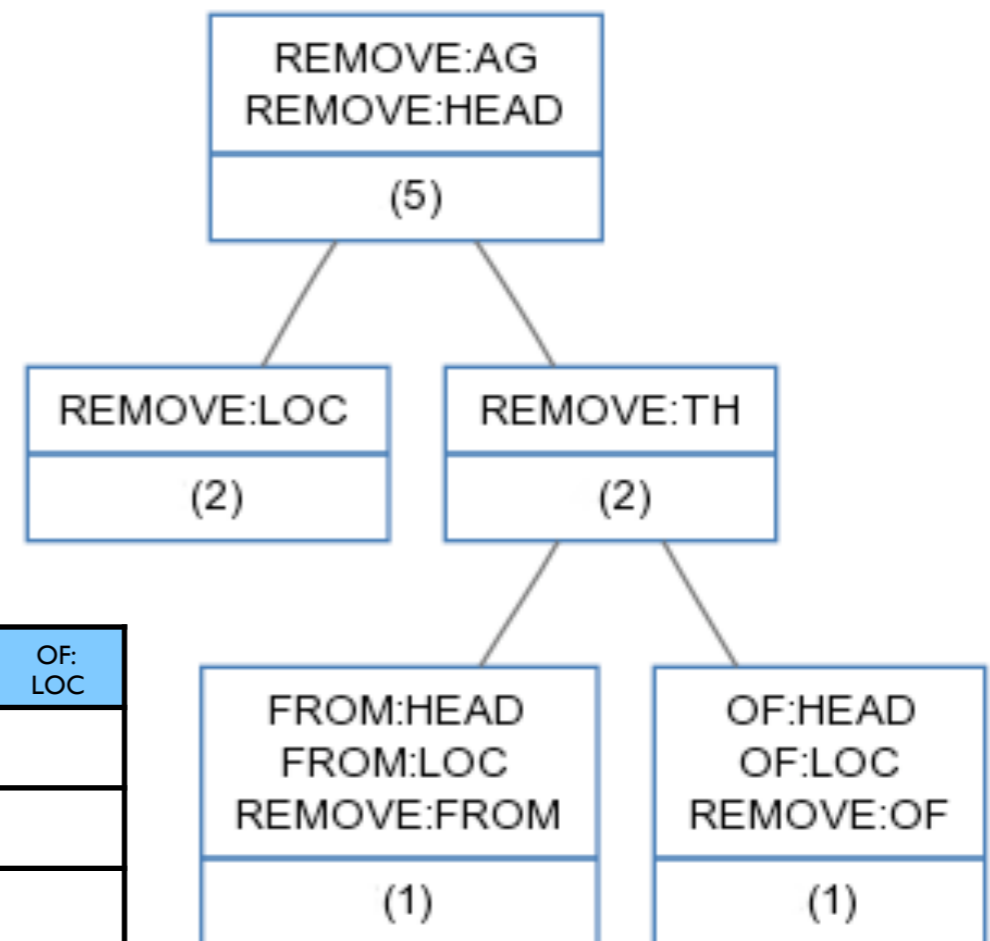 REMOVE:AG
REMOVE:HEAD
(5)
REMOVE:LOC
(2)
REMOVE:TH
(2)
OF:
LOC
FROM:HEAD
FROM:LOC
REMOVE:FROM
(1)
OF:HEAD
OF:LOC
REMOVE:OF
(1)